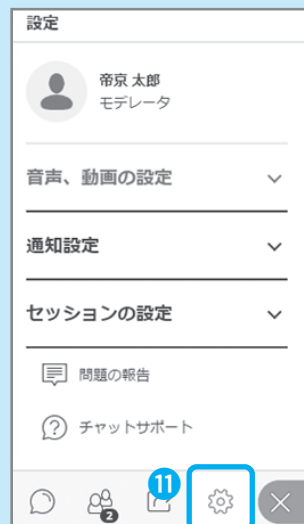 設定
帝京 太郎
モデレータ
音声、動画の設定
通知設定
セッションの設定
問題の報告
チャットサポート
11
2